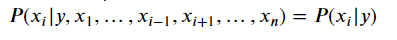 P(xᵢ|y, x₁, … , xᵢ₋₁, xᵢ₊₁, … , xₙ) = P(xᵢ|y)